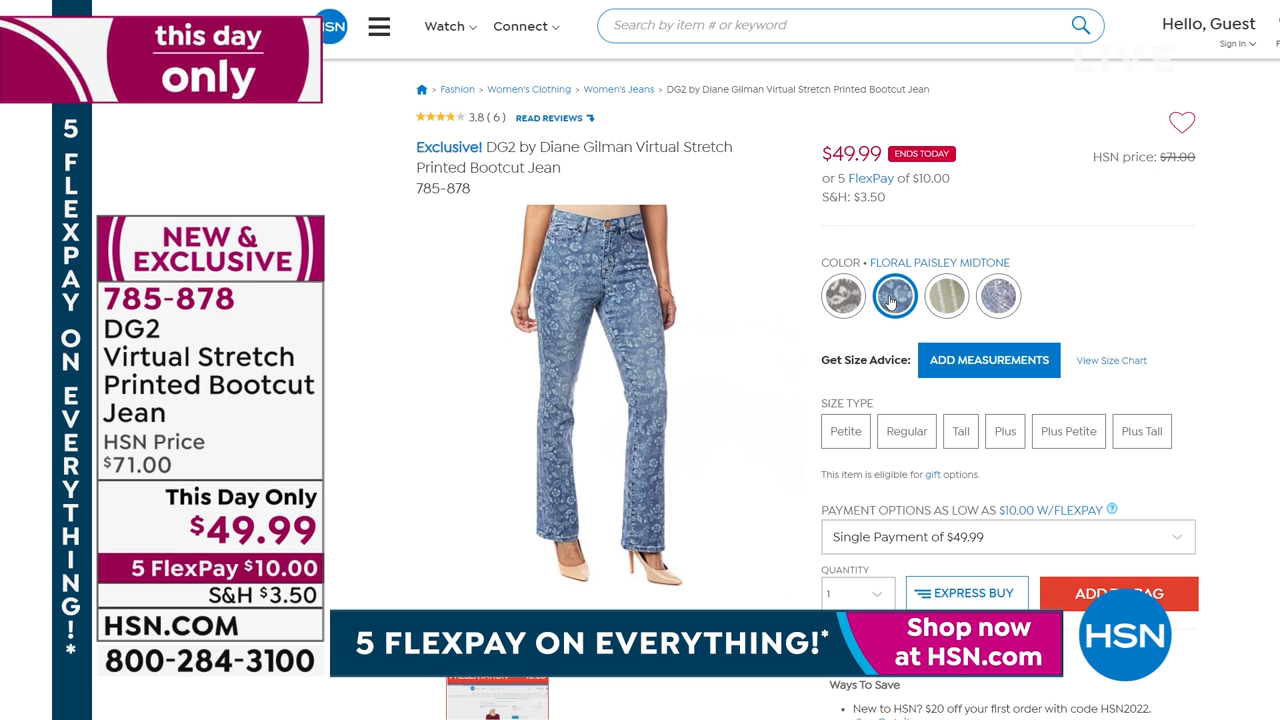 this day
only
5 FLEXPAY ON EVERYTHING!*
NEW &
EXCLUSIVE
785-878
DG2
Virtual Stretch
Printed Bootcut
Jean
HSN Price
$71.00
This Day Only
$49.99
5 FlexPay $10.00
S&H $3.50
HSN.COM
800-284-3100
HSN
Watch
Connect
Search by item # or keyword
Hello, Guest
Sign In
LIVE
> Fashion > Women's Clothing > Women's Jeans > DG2 by Diane Gilman Virtual Stretch Printed Bootcut Jean
3.8 ( 6 ) READ REVIEWS
Exclusive! DG2 by Diane Gilman Virtual Stretch
Printed Bootcut Jean
785-878
$49.99 ENDS TODAY
HSN price: $71.00
or 5 FlexPay of $10.00
S&H: $3.50
COLOR • FLORAL PAISLEY MIDTONE
Get Size Advice: ADD MEASUREMENTS View Size Chart
SIZE TYPE
Petite Regular Tall Plus Plus Petite Plus Tall
This item is eligible for gift options.
PAYMENT OPTIONS AS LOW AS $10.00 W/FLEXPAY ?
Single Payment of $49.99
QUANTITY
1
EXPRESS BUY
5 FLEXPAY ON EVERYTHING!*
Shop now
at HSN.com
HSN
Ways To Save
• New to HSN? $20 off your first order with code HSN2022.